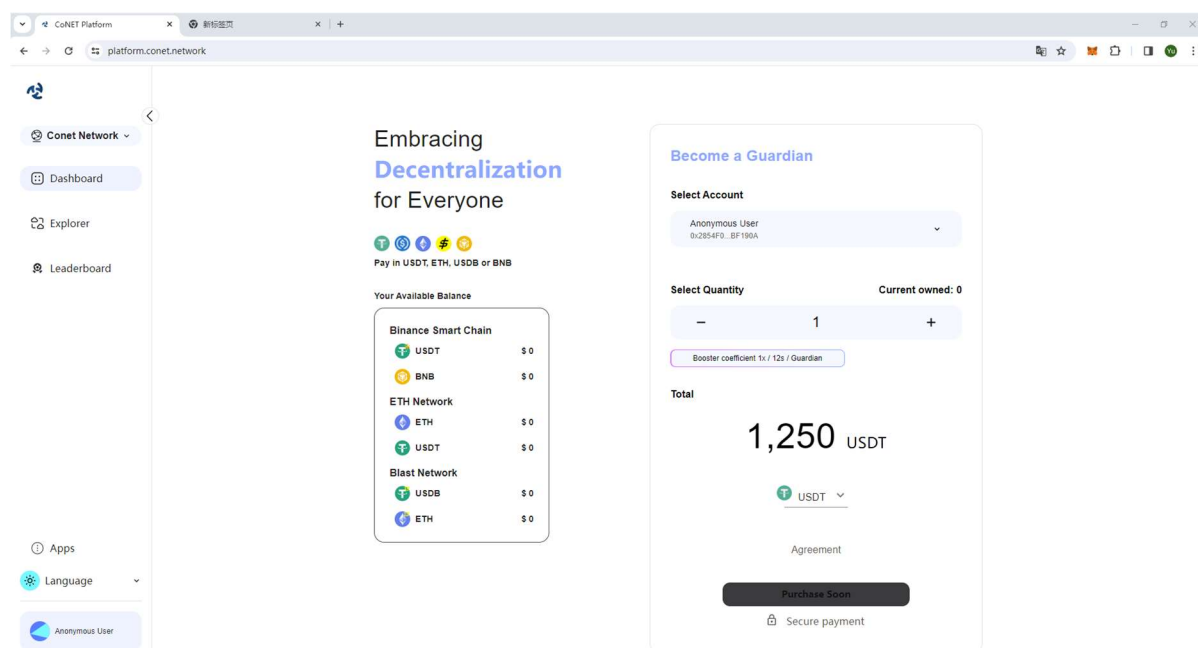 CoNET Platform
新标签页
platform.conet.network
Yu
Conet Network
Dashboard
Explorer
Leaderboard
Apps
Language
Anonymous User
Embracing
Decentralization
for Everyone
Pay in USDT, ETH, USDB or BNB
Your Available Balance
Binance Smart Chain
USDT $ 0
BNB $ 0
ETH Network
ETH $ 0
USDT $ 0
Blast Network
USDB $ 0
ETH $ 0
Become a Guardian
Select Account
Anonymous User
0x2854F0...BF190A
Select Quantity Current owned: 0
− 1 +
Booster coefficient 1x / 12s / Guardian
Total
1,250 USDT
USDT
Agreement
Purchase Soon
Secure payment